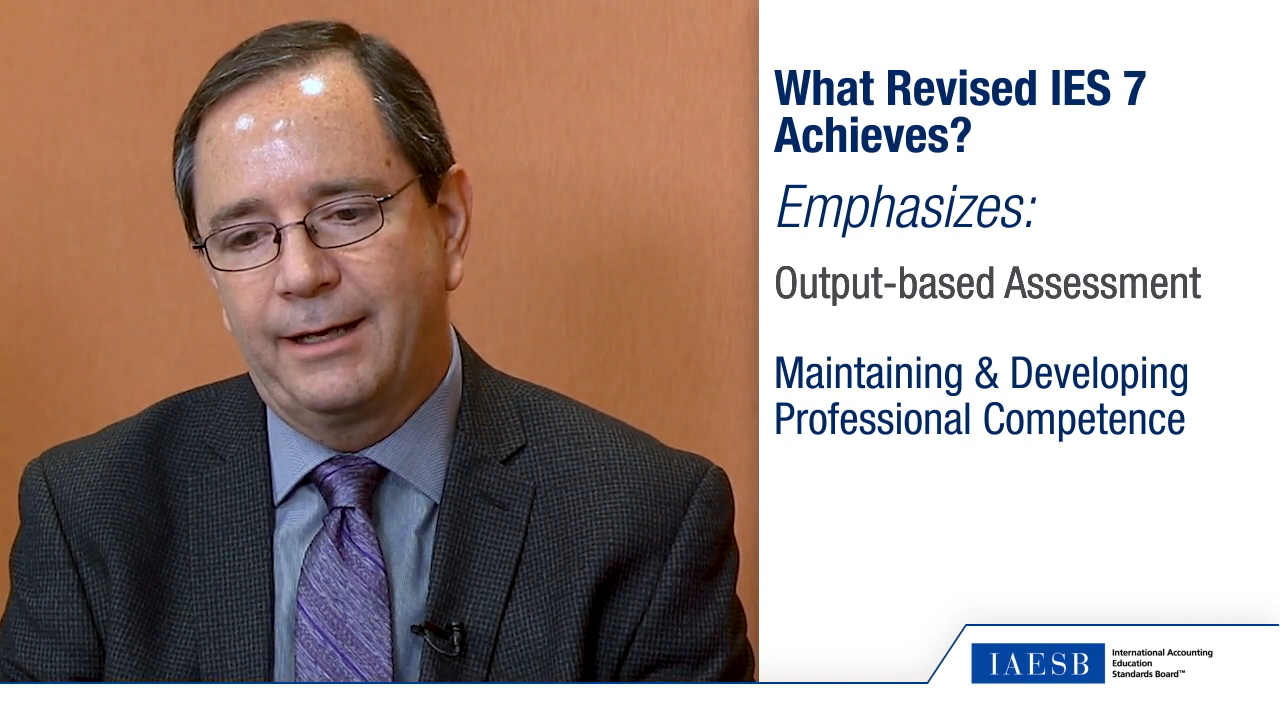 What Revised IES 7
Achieves?
Emphasizes:
Output-based Assessment
Maintaining & Developing
Professional Competence
IAESB
International Accounting
Education
Standards Board™